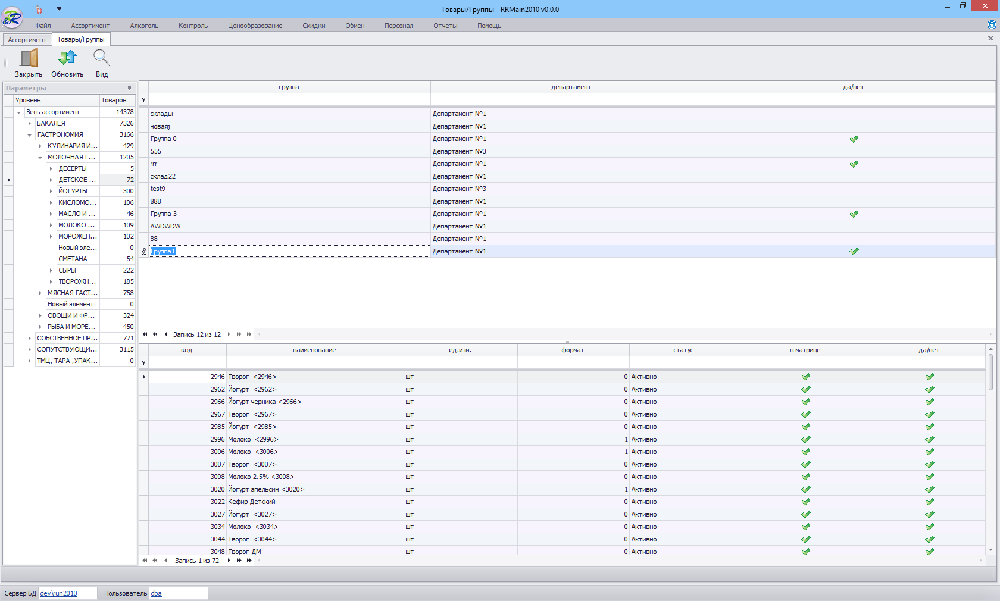 Товары/Группы - RRMain2010 v0.0.0
&R
Файл Ассортимент Алкоголь Контроль Ценообразование Скидки Обмен Персонал Отчеты Помощь
Ассортимент Товары/Группы
Закрыть Обновить Вид
Параметры
Уровень Товаров
Весь ассортимент 14378
БАКАЛЕЯ 7326
ГАСТРОНОМИЯ 3166
КУЛИНАРИЯ И... 429
МОЛОЧНАЯ Г... 1205
ДЕСЕРТЫ 5
ДЕТСКОЕ ... 72
ЙОГУРТЫ 300
КИСЛОМО... 106
МАСЛО И ... 46
МОЛОКО ... 109
МОРОЖЕН... 102
Новый эле... 0
СМЕТАНА 54
СЫРЫ 222
ТВОРОЖН... 185
МЯСНАЯ ГАСТ... 758
Новый элемент 0
ОВОЩИ И ФР... 324
РЫБА И МОРЕ... 450
СОБСТВЕННОЕ ПР... 771
СОПУТСТВУЮЩИ... 3115
ТМЦ, ТАРА ,УПАК... 0
группа департамент да/нет
склады Департамент №1
новаяj Департамент №1
Группа 0 Департамент №1
555 Департамент №3
rrr Департамент №1
склад22 Департамент №1
test9 Департамент №3
888 Департамент №1
Группа 3 Департамент №1
AWDWDW Департамент №1
88 Департамент №1
Группа1 Департамент №1
Запись 12 из 12
код наименование ед.изм. формат статус в матрице да/нет
2946 Творог <2946> шт 0 Активно
2962 Йогурт <2962> шт 0 Активно
2966 Йогурт черника <2966> шт 0 Активно
2967 Творог <2967> шт 0 Активно
2985 Йогурт <2985> шт 0 Активно
2996 Молоко <2996> шт 1 Активно
3006 Молоко <3006> шт 1 Активно
3007 Творог <3007> шт 0 Активно
3008 Молоко 2.5% <3008> шт 0 Активно
3020 Йогурт апельсин <3020> шт 1 Активно
3022 Кефир Детский шт 0 Активно
3027 Йогурт <3027> шт 0 Активно
3034 Молоко <3034> шт 0 Активно
3044 Творог <3044> шт 0 Активно
3048 Творог-ДМ шт 0 Активно
Запись 1 из 72
Сервер БД dev\run2010 Пользователь dba